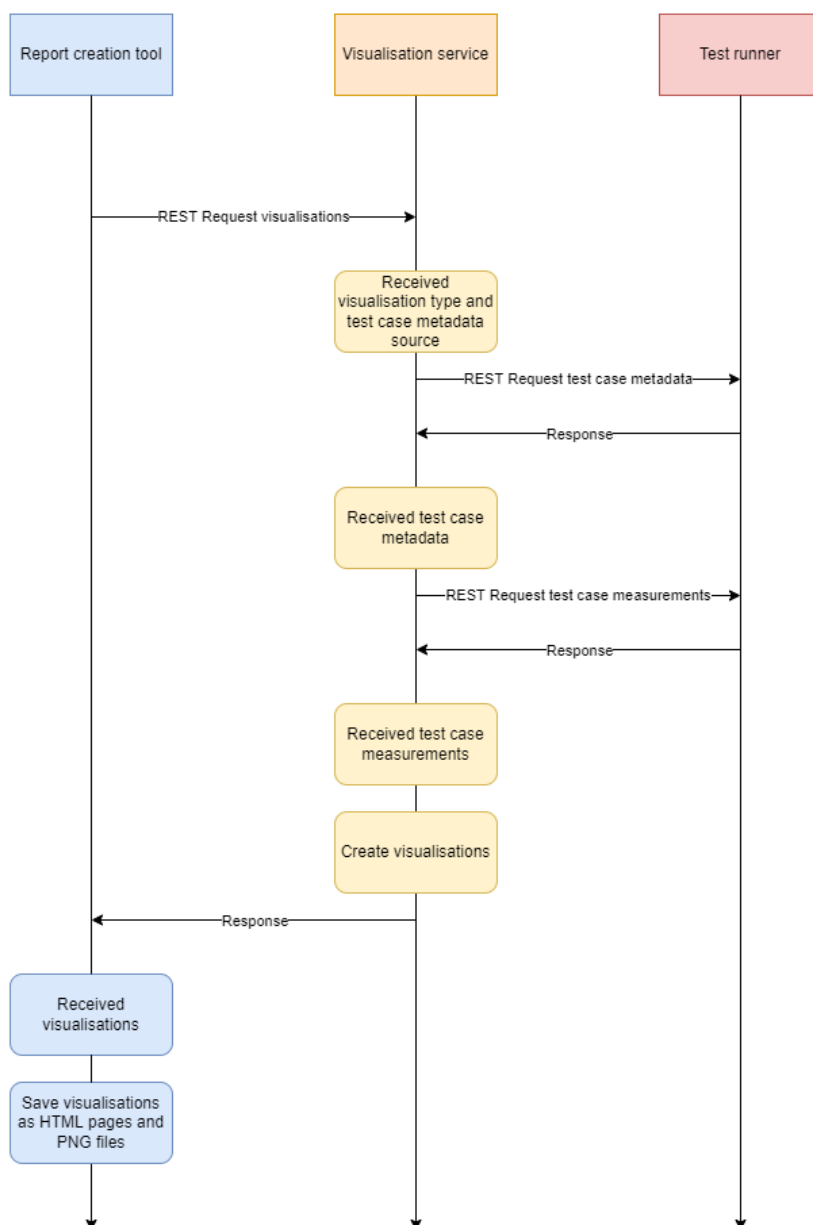 Report creation tool
Visualisation service
Test runner
REST Request visualisations
Received
visualisation type and
test case metadata
source
REST Request test case metadata
Response
Received test case
metadata
REST Request test case measurements
Response
Received test case
measurements
Create visualisations
Response
Received
visualisations
Save visualisations
as HTML pages and
PNG files